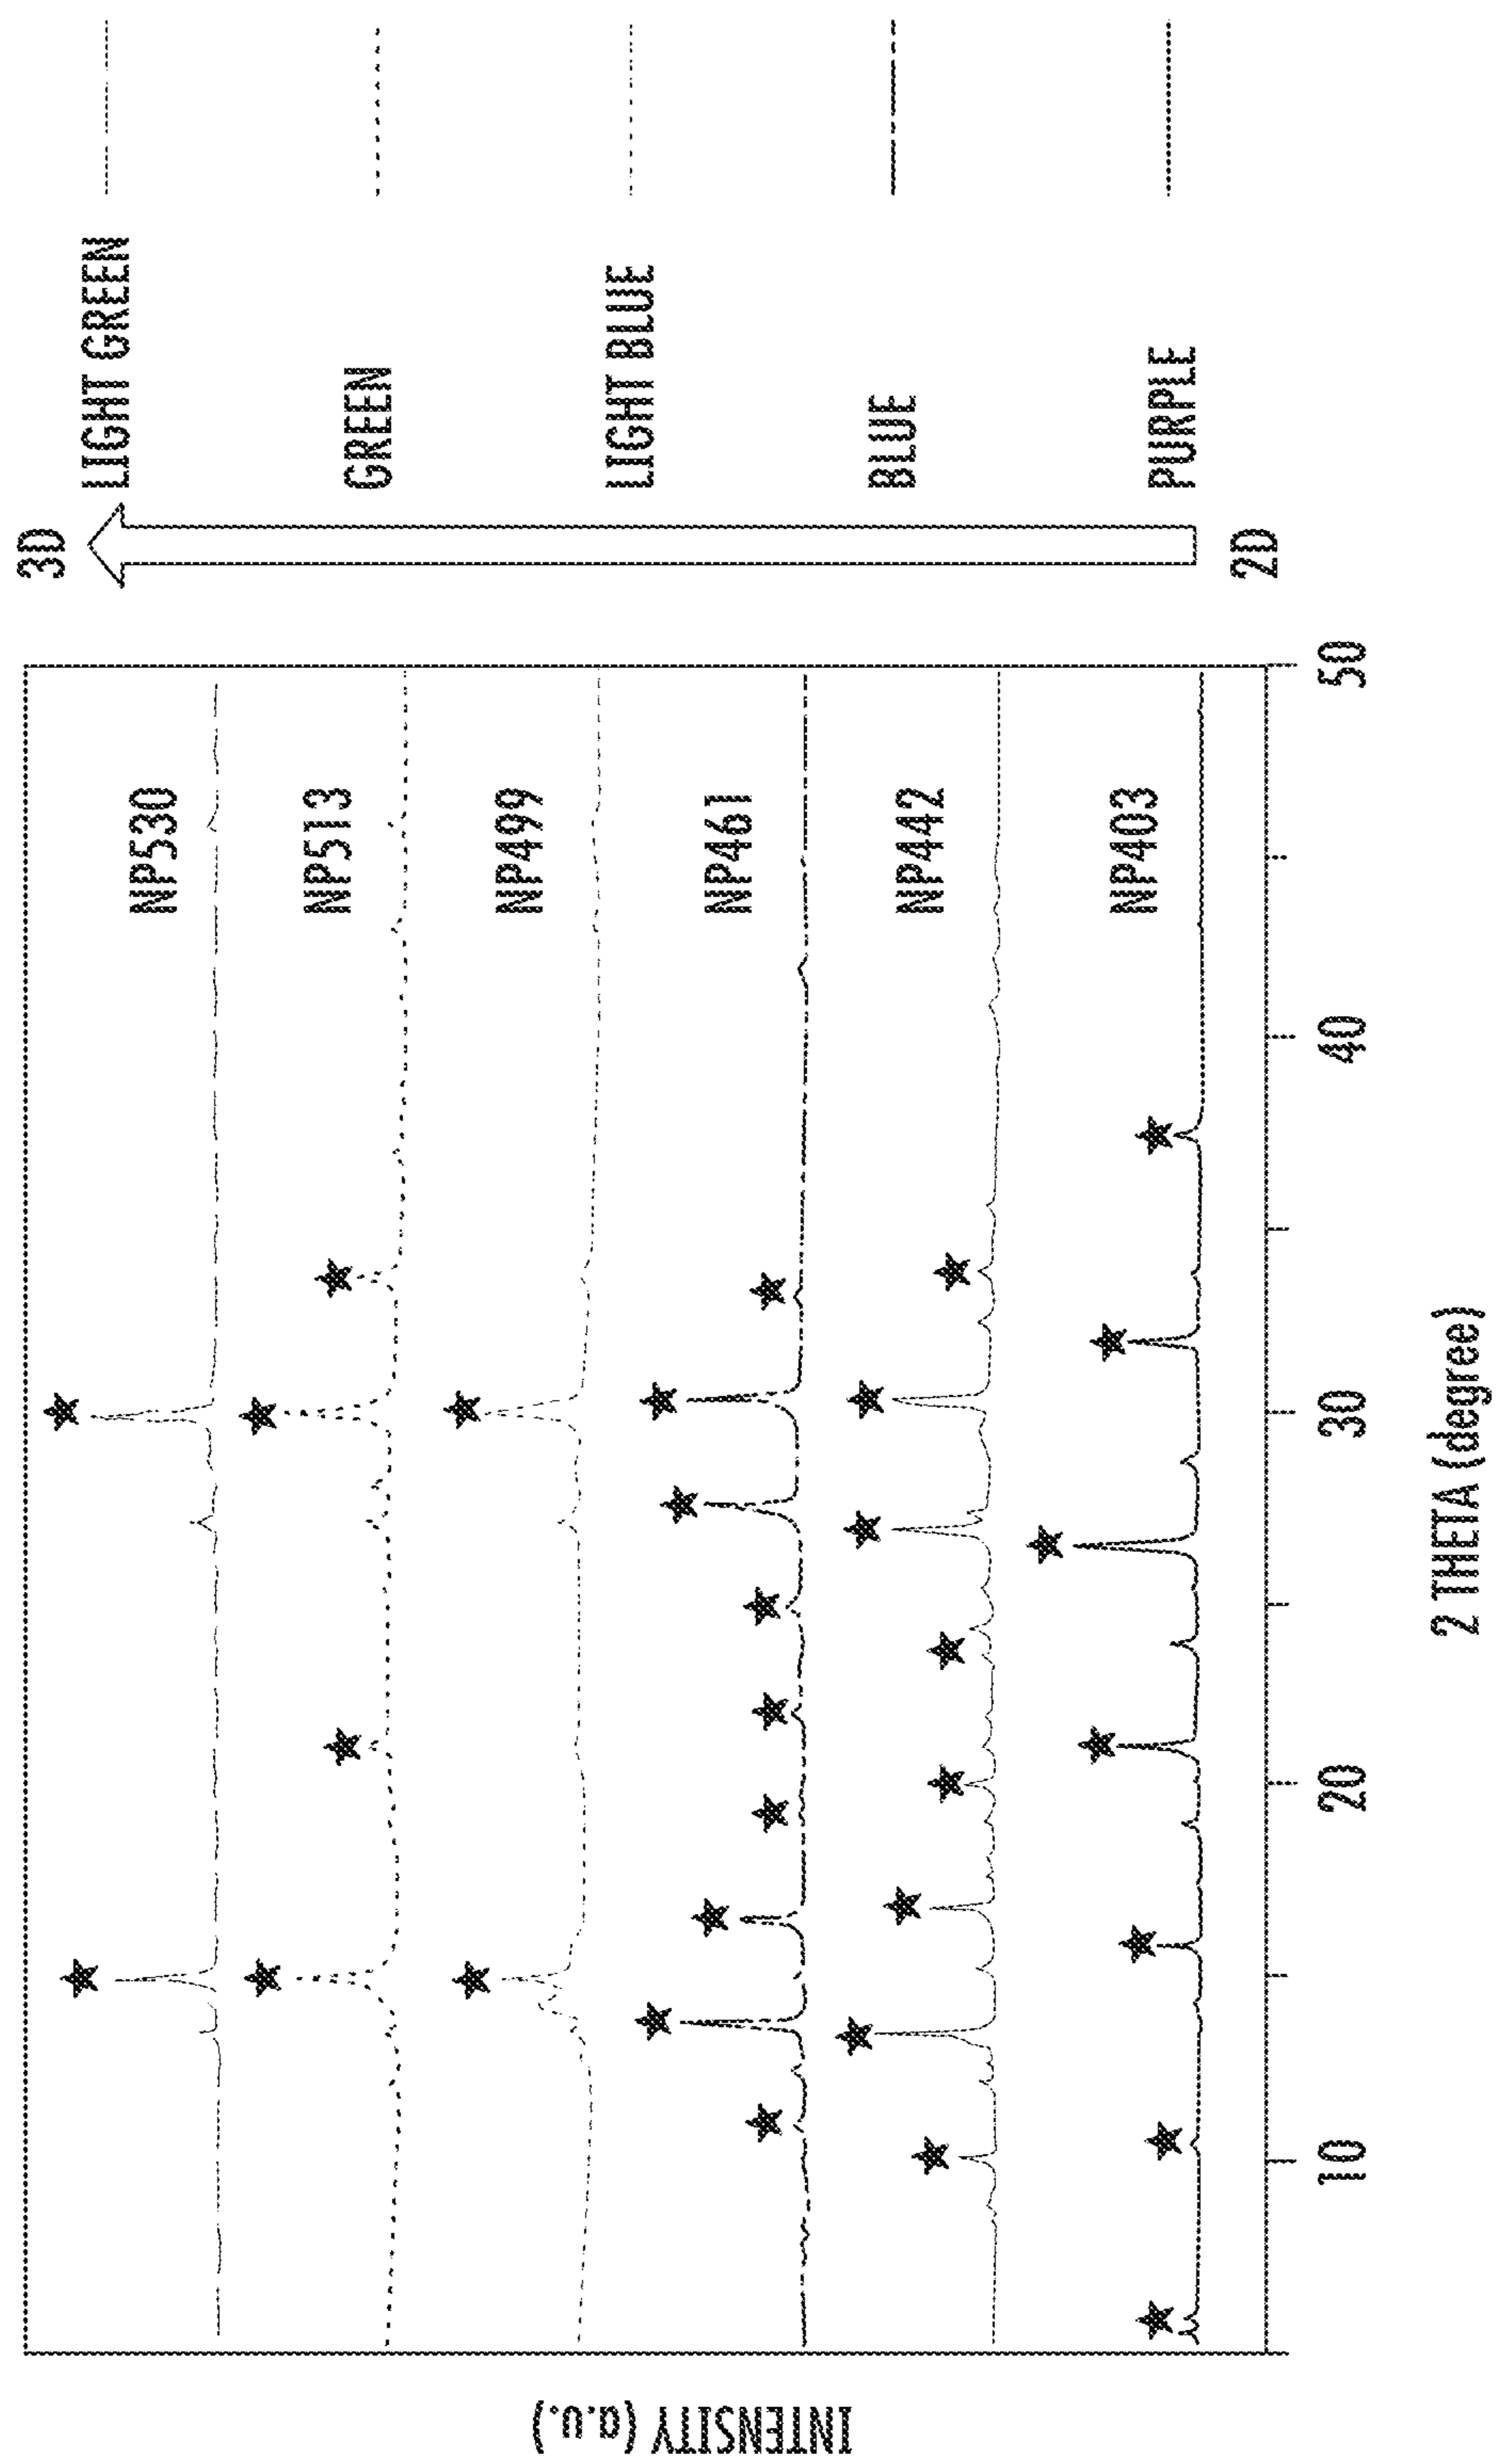 INTENSITY (a.u.)
NP530
NP513
NP499
NP461
NP442
NP403
10
20
30
40
50
2 THETA (degree)
3D
2D
LIGHT GREEN
GREEN
LIGHT BLUE
BLUE
PURPLE